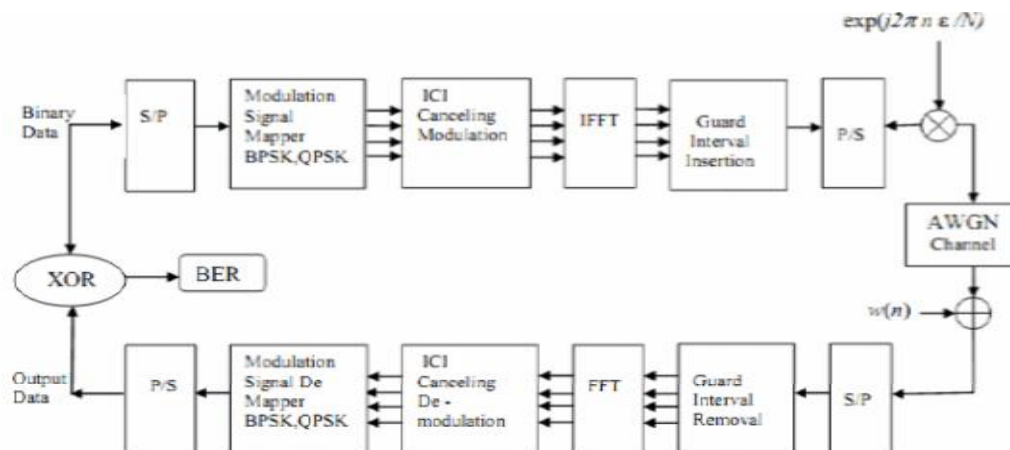 exp(j2π n ε /N)
Binary
Data
S/P
Modulation
Signal
Mapper
BPSK,QPSK
ICI
Canceling
Modulation
IFFT
Guard
Interval
Insertion
P/S
AWGN
Channel
XOR
BER
w(n)
Output
Data
P/S
Modulation
Signal De
Mapper
BPSK,QPSK
ICI
Canceling
De -
modulation
FFT
Guard
Interval
Removal
S/P